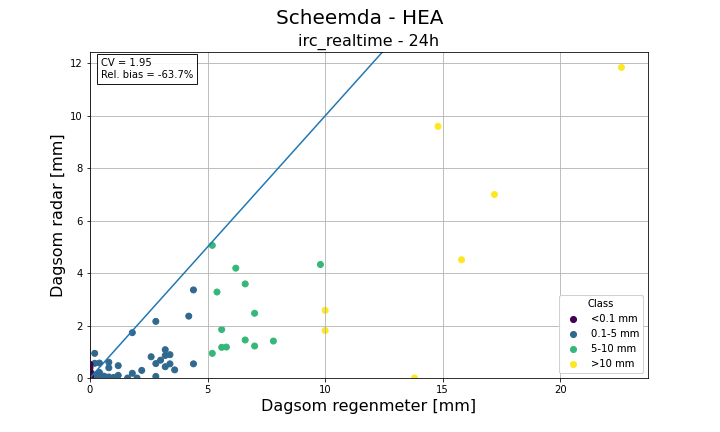 Scheemda - HEA
irc_realtime - 24h
CV = 1.95
Rel. bias = -63.7%
Dagsom radar [mm]
12
10
8
6
4
2
0
0
5
10
15
20
Dagsom regenmeter [mm]
Class
<0.1 mm
0.1-5 mm
5-10 mm
>10 mm